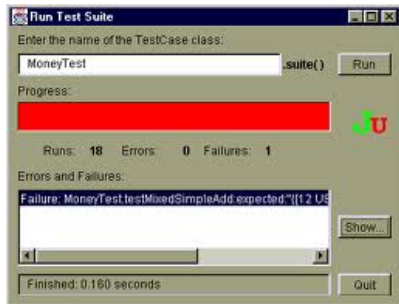 Run Test Suite
Enter the name of the TestCase class:
MoneyTest .suite() Run
Progress:
JU
Runs: 18 Errors: 0 Failures: 1
Errors and Failures:
Failure: MoneyTest.testMixedSimpleAdd:expected:"{[12 US
Show...
Finished: 0.160 seconds Quit